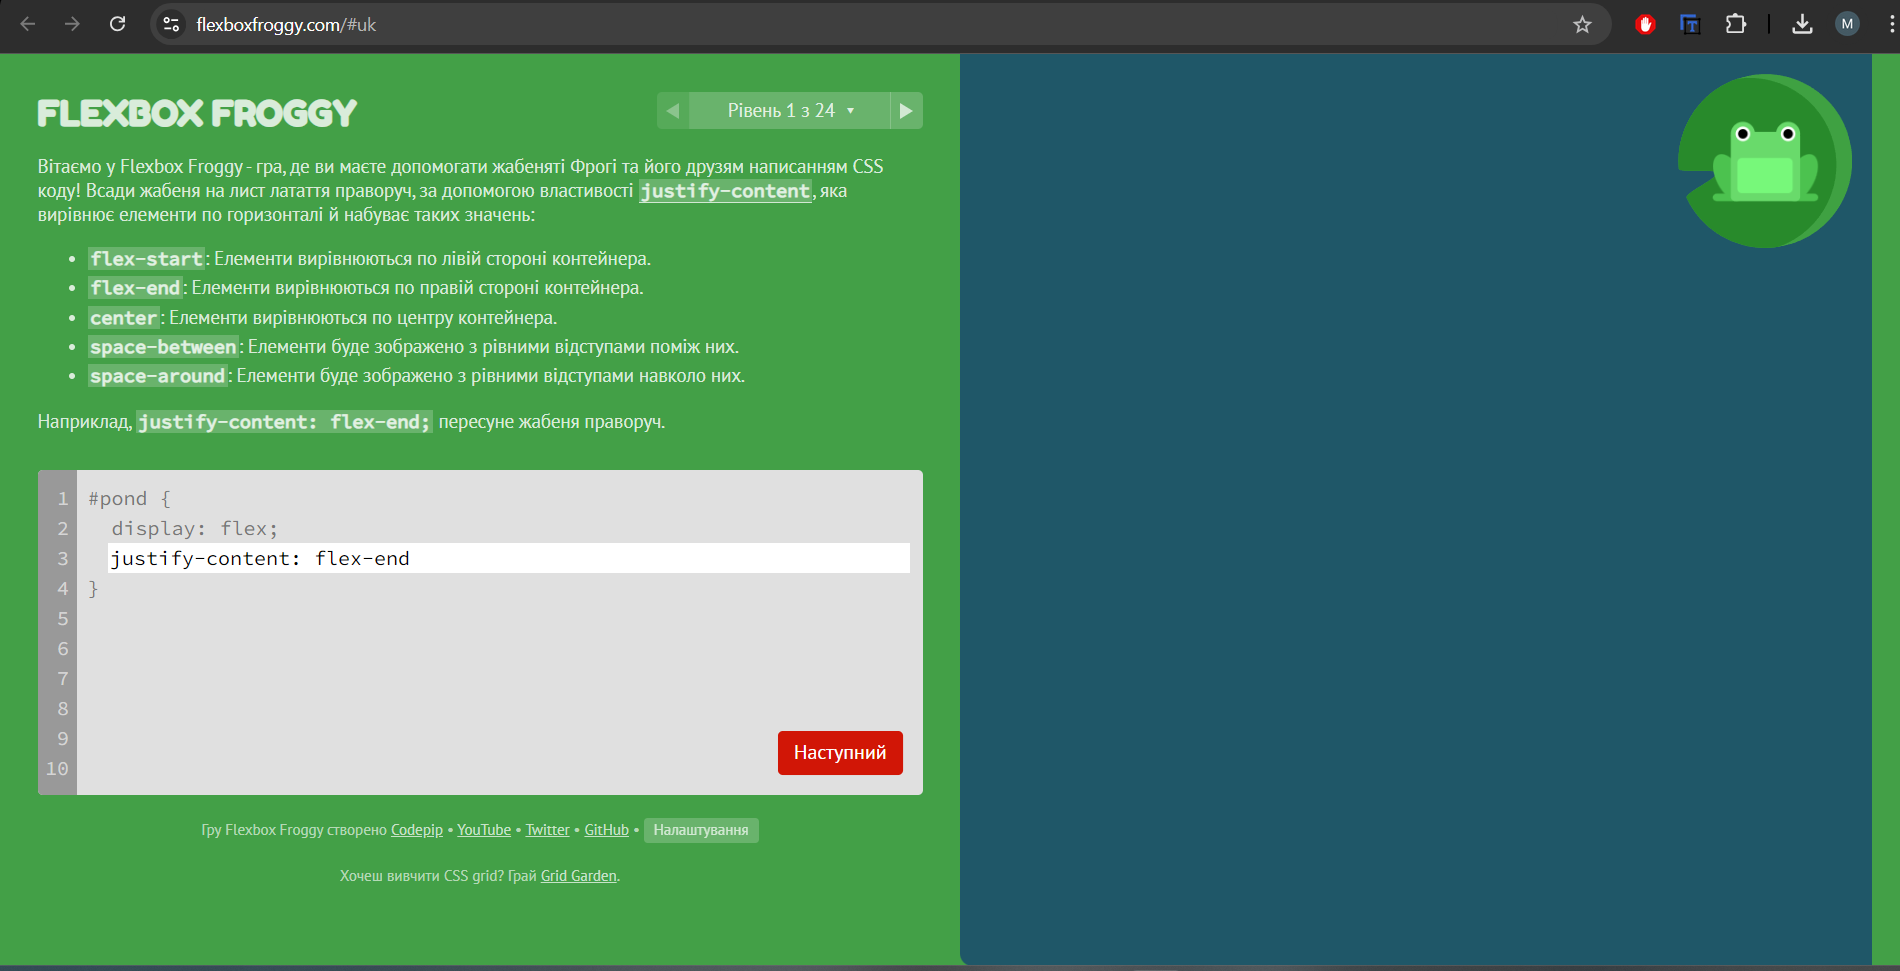 flexboxfroggy.com/#uk
M
FLEXBOX FROGGY
Рівень 1 з 24
Вітаємо у Flexbox Froggy - гра, де ви маєте допомогати жабеняті Фрогі та його друзям написанням CSS
коду! Всади жабеня на лист латаття праворуч, за допомогою властивості justify-content, яка
вирівнює елементи по горизонталі й набуває таких значень:
• flex-start: Елементи вирівнюються по лівій стороні контейнера.
• flex-end: Елементи вирівнюються по правій стороні контейнера.
• center: Елементи вирівнюються по центру контейнера.
• space-between: Елементи буде зображено з рівними відступами поміж них.
• space-around: Елементи буде зображено з рівними відступами навколо них.
Наприклад, justify-content: flex-end; пересуне жабеня праворуч.
1 #pond {
2 display: flex;
3 justify-content: flex-end
4 }
5
6
7
8
9
10
Наступний
Гру Flexbox Froggy створено Codepip • YouTube • Twitter • GitHub • Налаштування
Хочеш вивчити CSS grid? Грай Grid Garden.